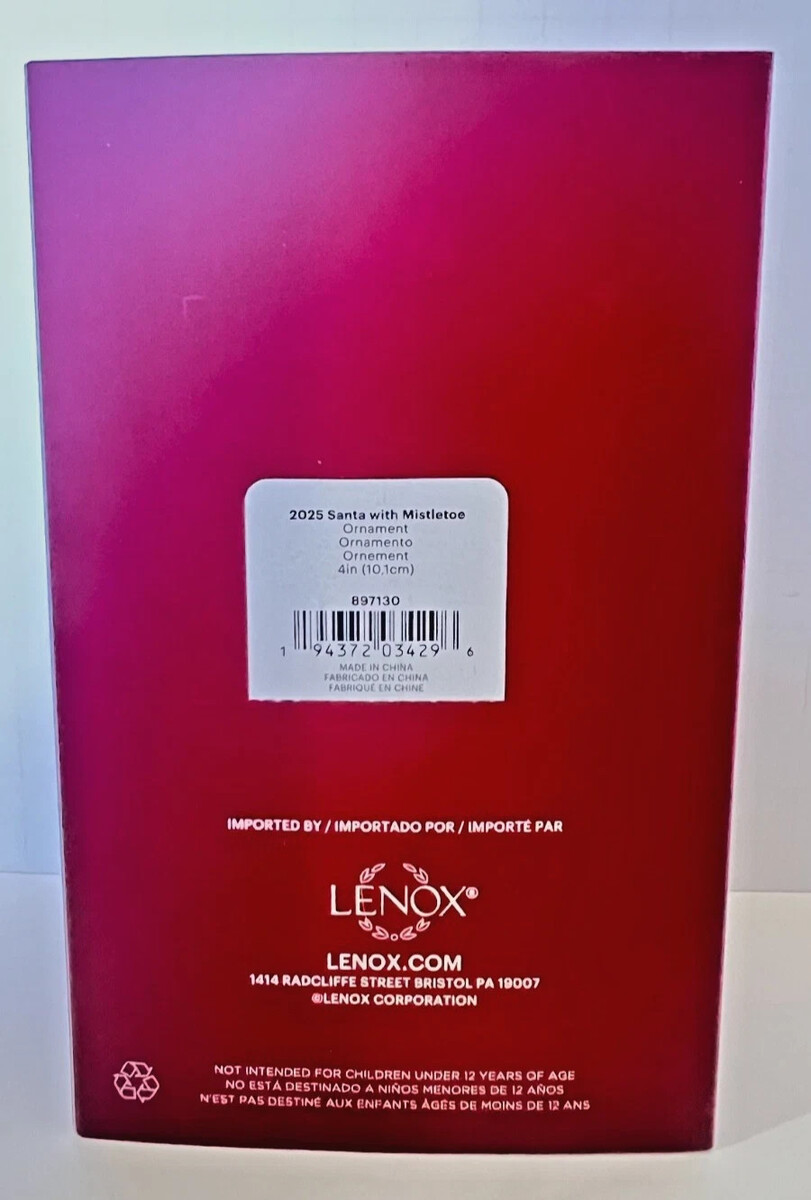 2025 Santa with Mistletoe
Ornament
Ornamento
Ornement
4in (10,1cm)
897130
1 94372 03429 6
MADE IN CHINA
FABRICADO EN CHINA
FABRIQUÉ EN CHINE
IMPORTED BY / IMPORTADO POR / IMPORTÉ PAR
LENOX®
LENOX.COM
1414 RADCLIFFE STREET BRISTOL PA 19007
©LENOX CORPORATION
NOT INTENDED FOR CHILDREN UNDER 12 YEARS OF AGE
NO ESTÁ DESTINADO A NIÑOS MENORES DE 12 AÑOS
N'EST PAS DESTINÉ AUX ENFANTS ÂGÉS DE MOINS DE 12 ANS